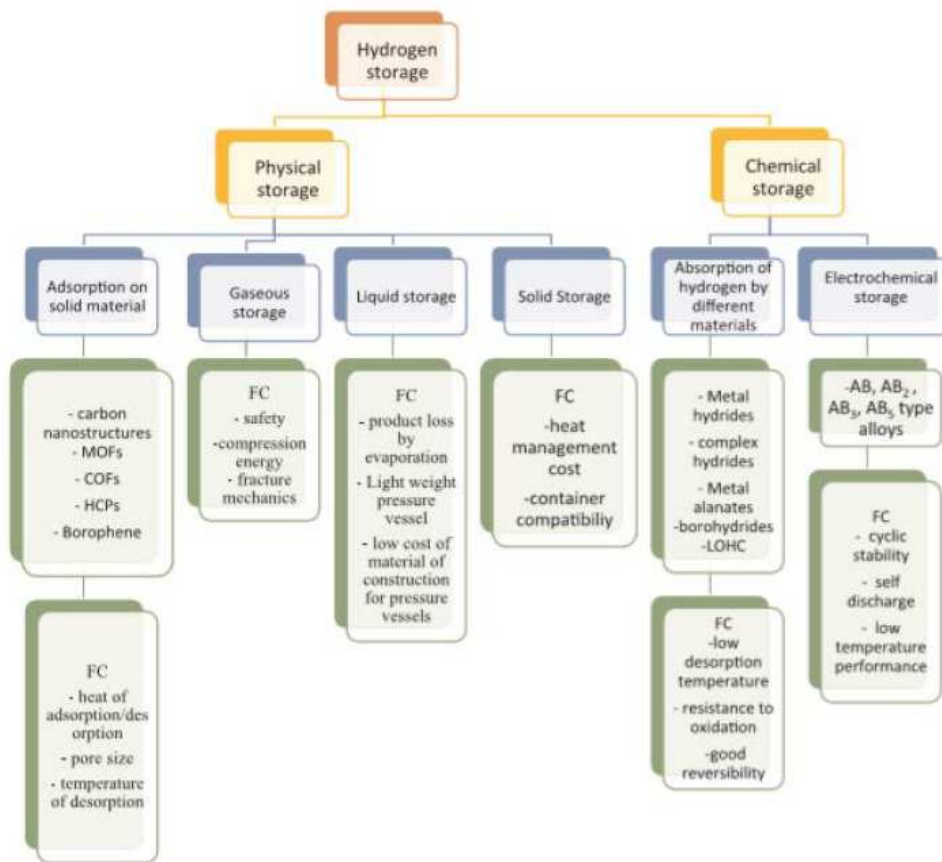 Hydrogen
storage
Physical
storage
Chemical
storage
Adsorption on
solid material
Gaseous
storage
Liquid storage
Solid Storage
Absorption of
hydrogen by
different
materials
Electrochemical
storage
- carbon
nanostructures
- MOFs
- COFs
- HCPs
- Borophene
FC
- safety
-compression
energy
- fracture
mechanics
FC
- product loss
by
evaporation
- Light weight
pressure
vessel
- low cost of
material of
construction
for pressure
vessels
FC
-heat
management
cost
-container
compatibiliy
- Metal
hydrides
- complex
hydrides
- Metal
alanates
-borohydrides
-LOHC
-AB, AB₂ ,
AB₃, AB₅ type
alloys
FC
- heat of
adsorption/des
orption
- pore size
- temperature
of desorption
FC
-low
desorption
temperature
- resistance to
oxidation
-good
reversibility
FC
- cyclic
stability
- self
discharge
- low
temperature
performance